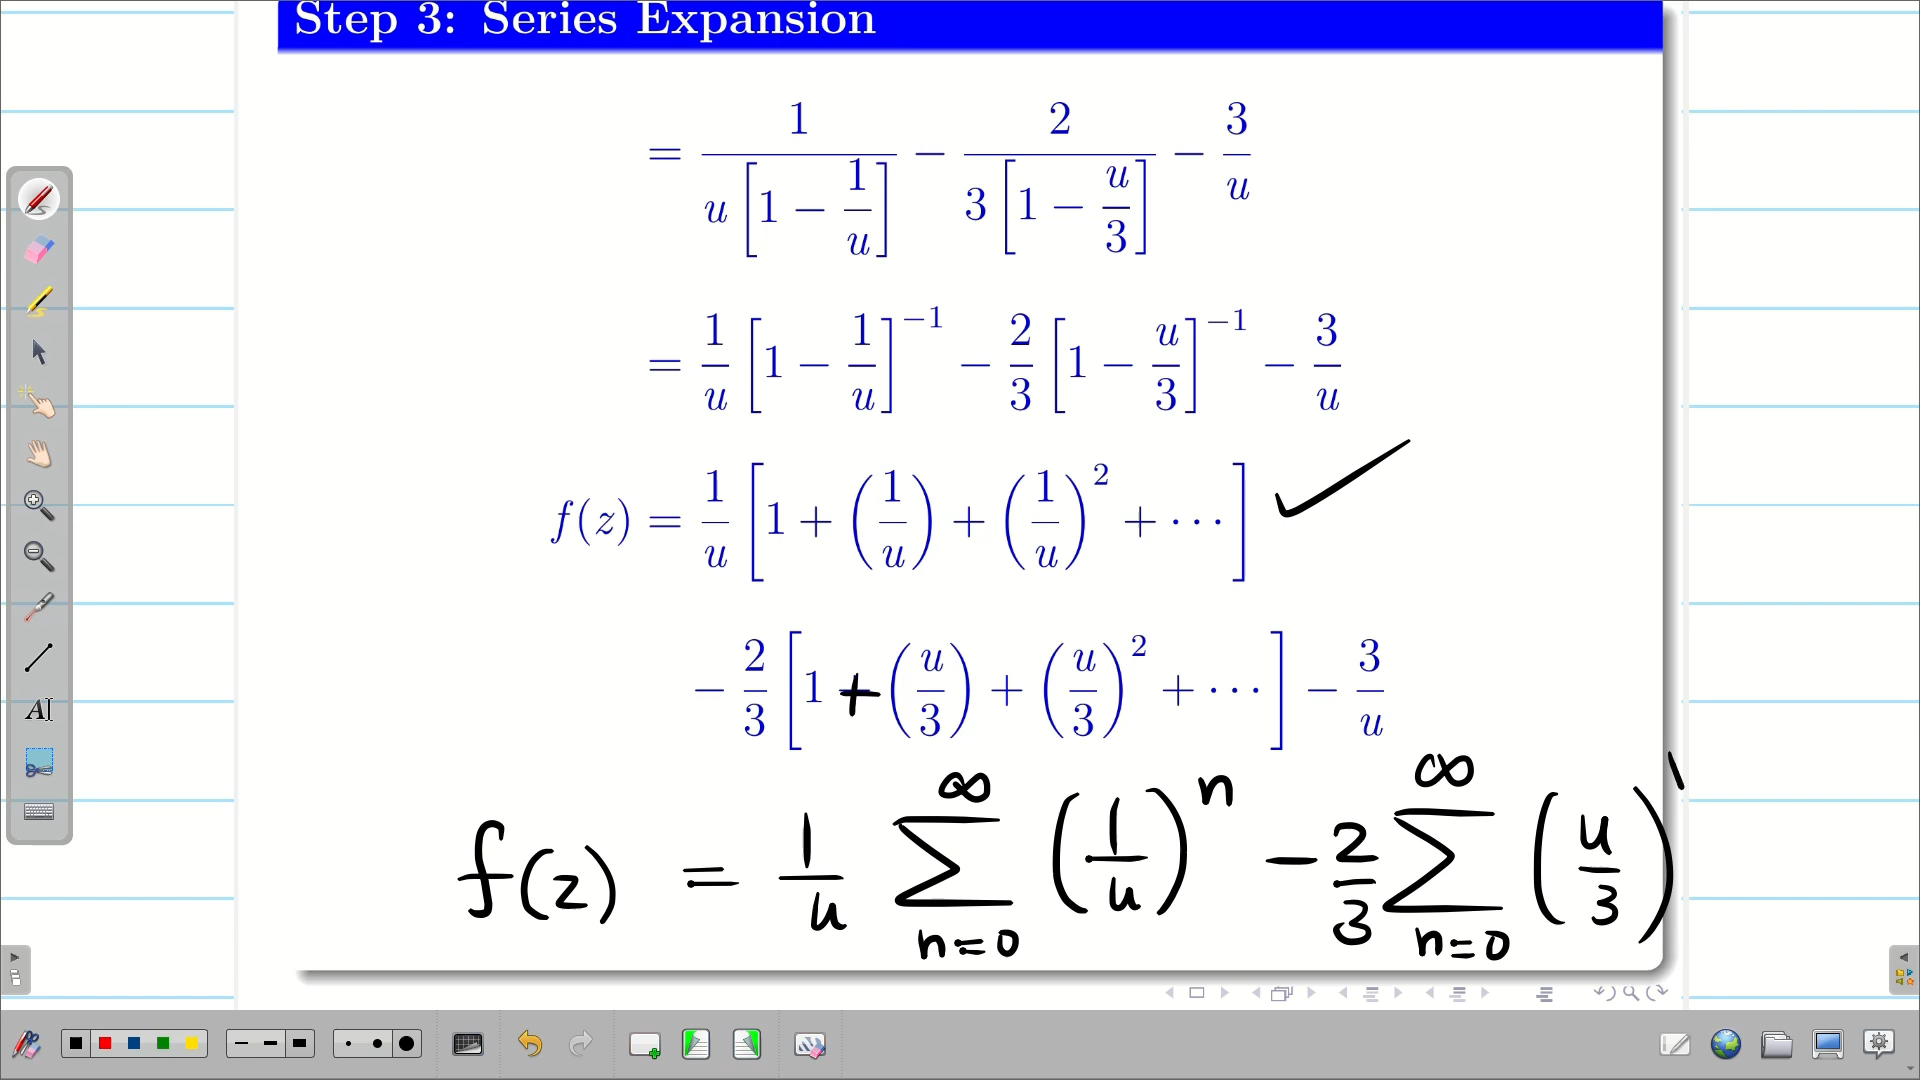 Step 3: Series Expansion
= 1/(u[1 − 1/u]) − 2/(3[1 − u/3]) − 3/u
= 1/u [1 − 1/u]^−1 − 2/3 [1 − u/3]^−1 − 3/u
f(z) = 1/u [1 + (1/u) + (1/u)^2 + ···]
− 2/3 [1 + (u/3) + (u/3)^2 + ···] − 3/u
f(z) = 1/u ∑_{n=0}^{∞} (1/u)^n − 2/3 ∑_{n=0}^{∞} (u/3)